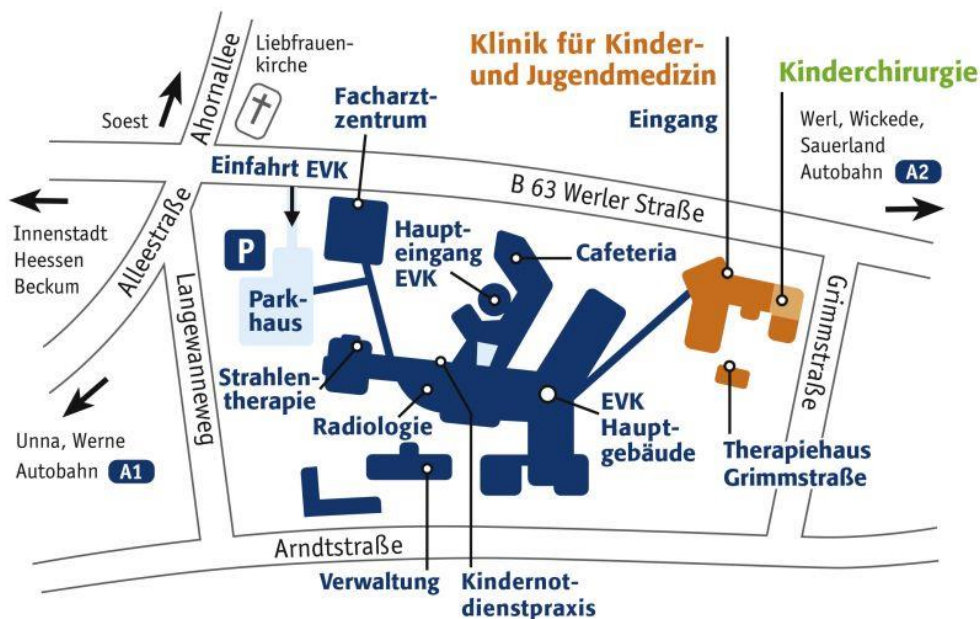 Ahornallee
Liebfrauen-
kirche
Soest
Klinik für Kinder-
und Jugendmedizin
Kinderchirurgie
Facharzt-
zentrum
Eingang
Werl, Wickede,
Sauerland
Autobahn A2
Einfahrt EVK
B 63 Werler Straße
Innenstadt
Heessen
Beckum
Alleestraße
P
Haupt-
eingang
EVK
Cafeteria
Park-
haus
Langewanneweg
Grimmstraße
Strahlen-
therapie
Radiologie
EVK
Haupt-
gebäude
Therapiehaus
Grimmstraße
Unna, Werne
Autobahn A1
Arndtstraße
Verwaltung
Kindernot-
dienstpraxis